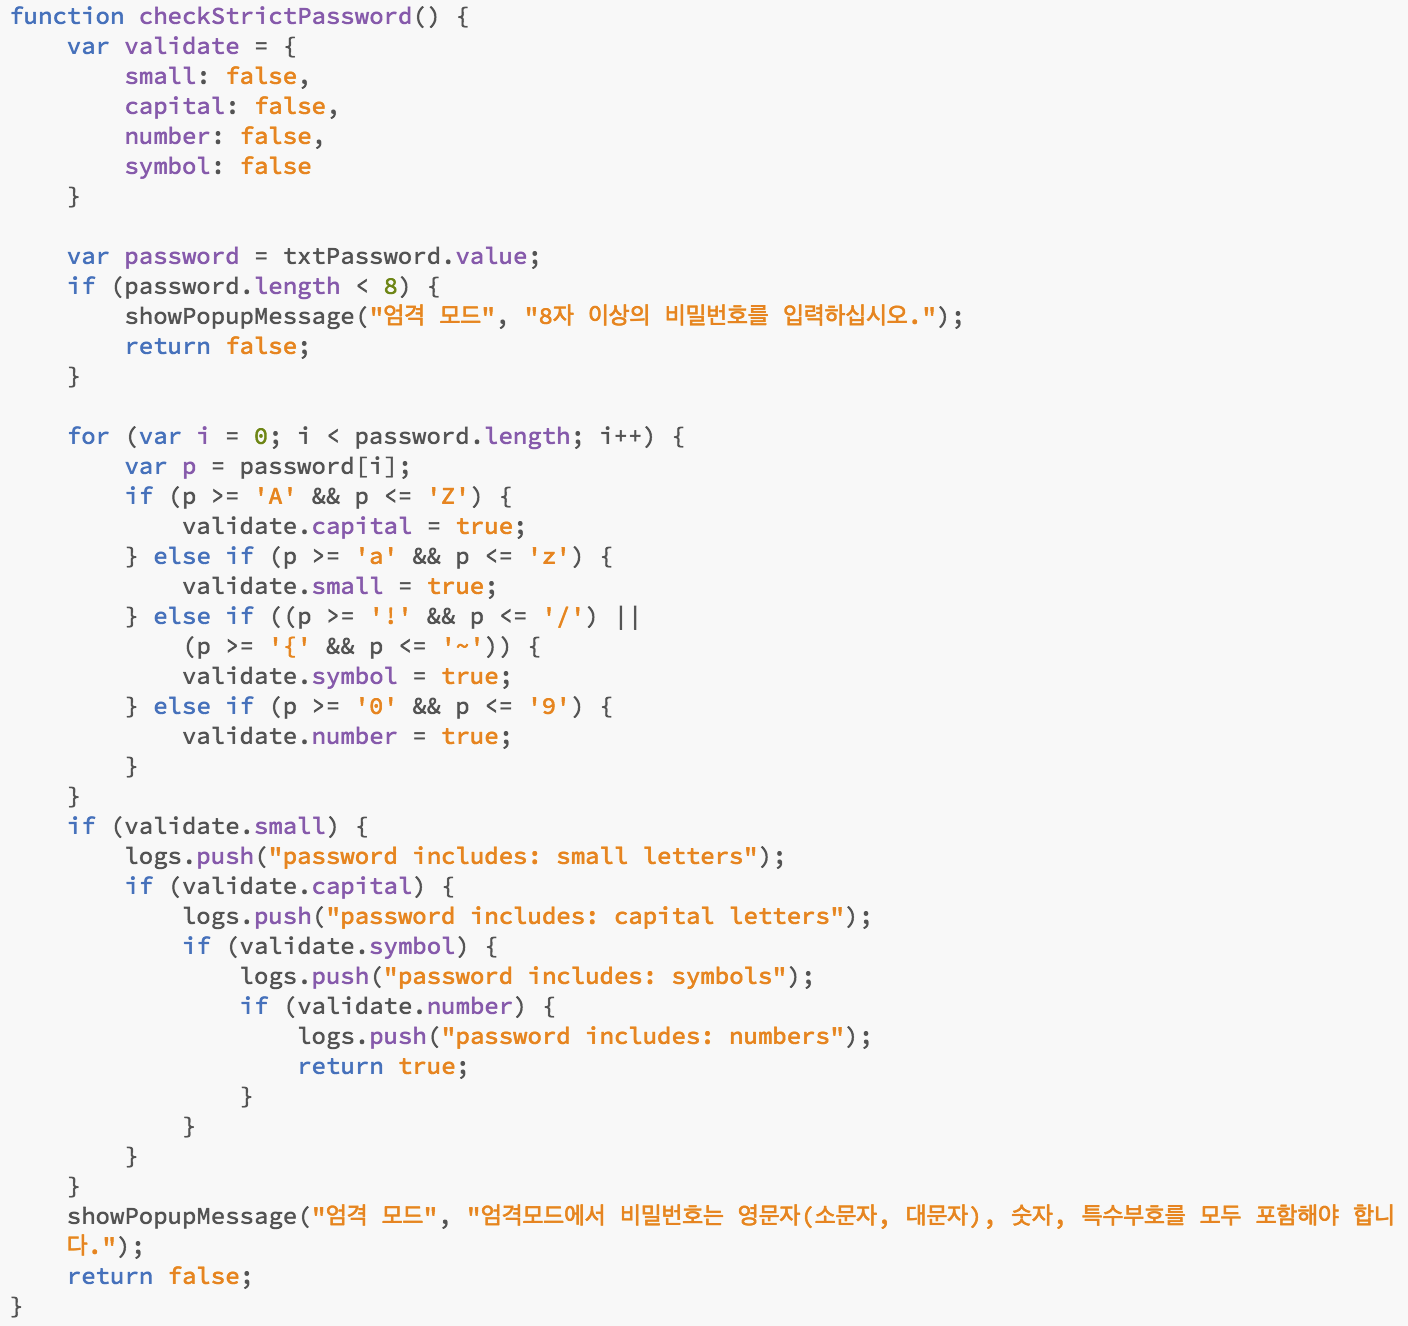 function checkStrictPassword() {
    var validate = {
        small: false,
        capital: false,
        number: false,
        symbol: false
    }

    var password = txtPassword.value;
    if (password.length < 8) {
        showPopupMessage("엄격 모드", "8자 이상의 비밀번호를 입력하십시오.");
        return false;
    }

    for (var i = 0; i < password.length; i++) {
        var p = password[i];
        if (p >= 'A' && p <= 'Z') {
            validate.capital = true;
        } else if (p >= 'a' && p <= 'z') {
            validate.small = true;
        } else if ((p >= '!' && p <= '/') ||
            (p >= '{' && p <= '~')) {
            validate.symbol = true;
        } else if (p >= '0' && p <= '9') {
            validate.number = true;
        }
    }
    if (validate.small) {
          logs.push("password includes: small letters");
        if (validate.capital) {
            logs.push("password includes: capital letters");
            if (validate.symbol) {
                logs.push("password includes: symbols");
                if (validate.number) {
                    logs.push("password includes: numbers");
                    return true;
                }
            }
        }
    }
    showPopupMessage("엄격 모드", "엄격모드에서 비밀번호는 영문자(소문자, 대문자), 숫자, 특수부호를 모두 포함해야 합니
    다.");
    return false;
}